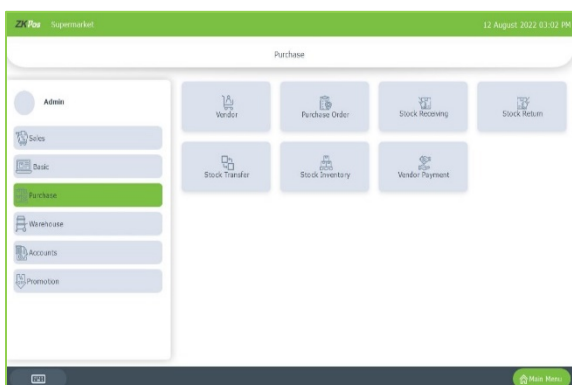 ZKPos Supermarket 12 August 2022 03:02 PM
Purchase
Admin
Sales
Basic
Purchase
Warehouse
Accounts
Promotion
Vendor Purchase Order Stock Receiving Stock Return
Stock Transfer Stock Inventory Vendor Payment
Main Menu